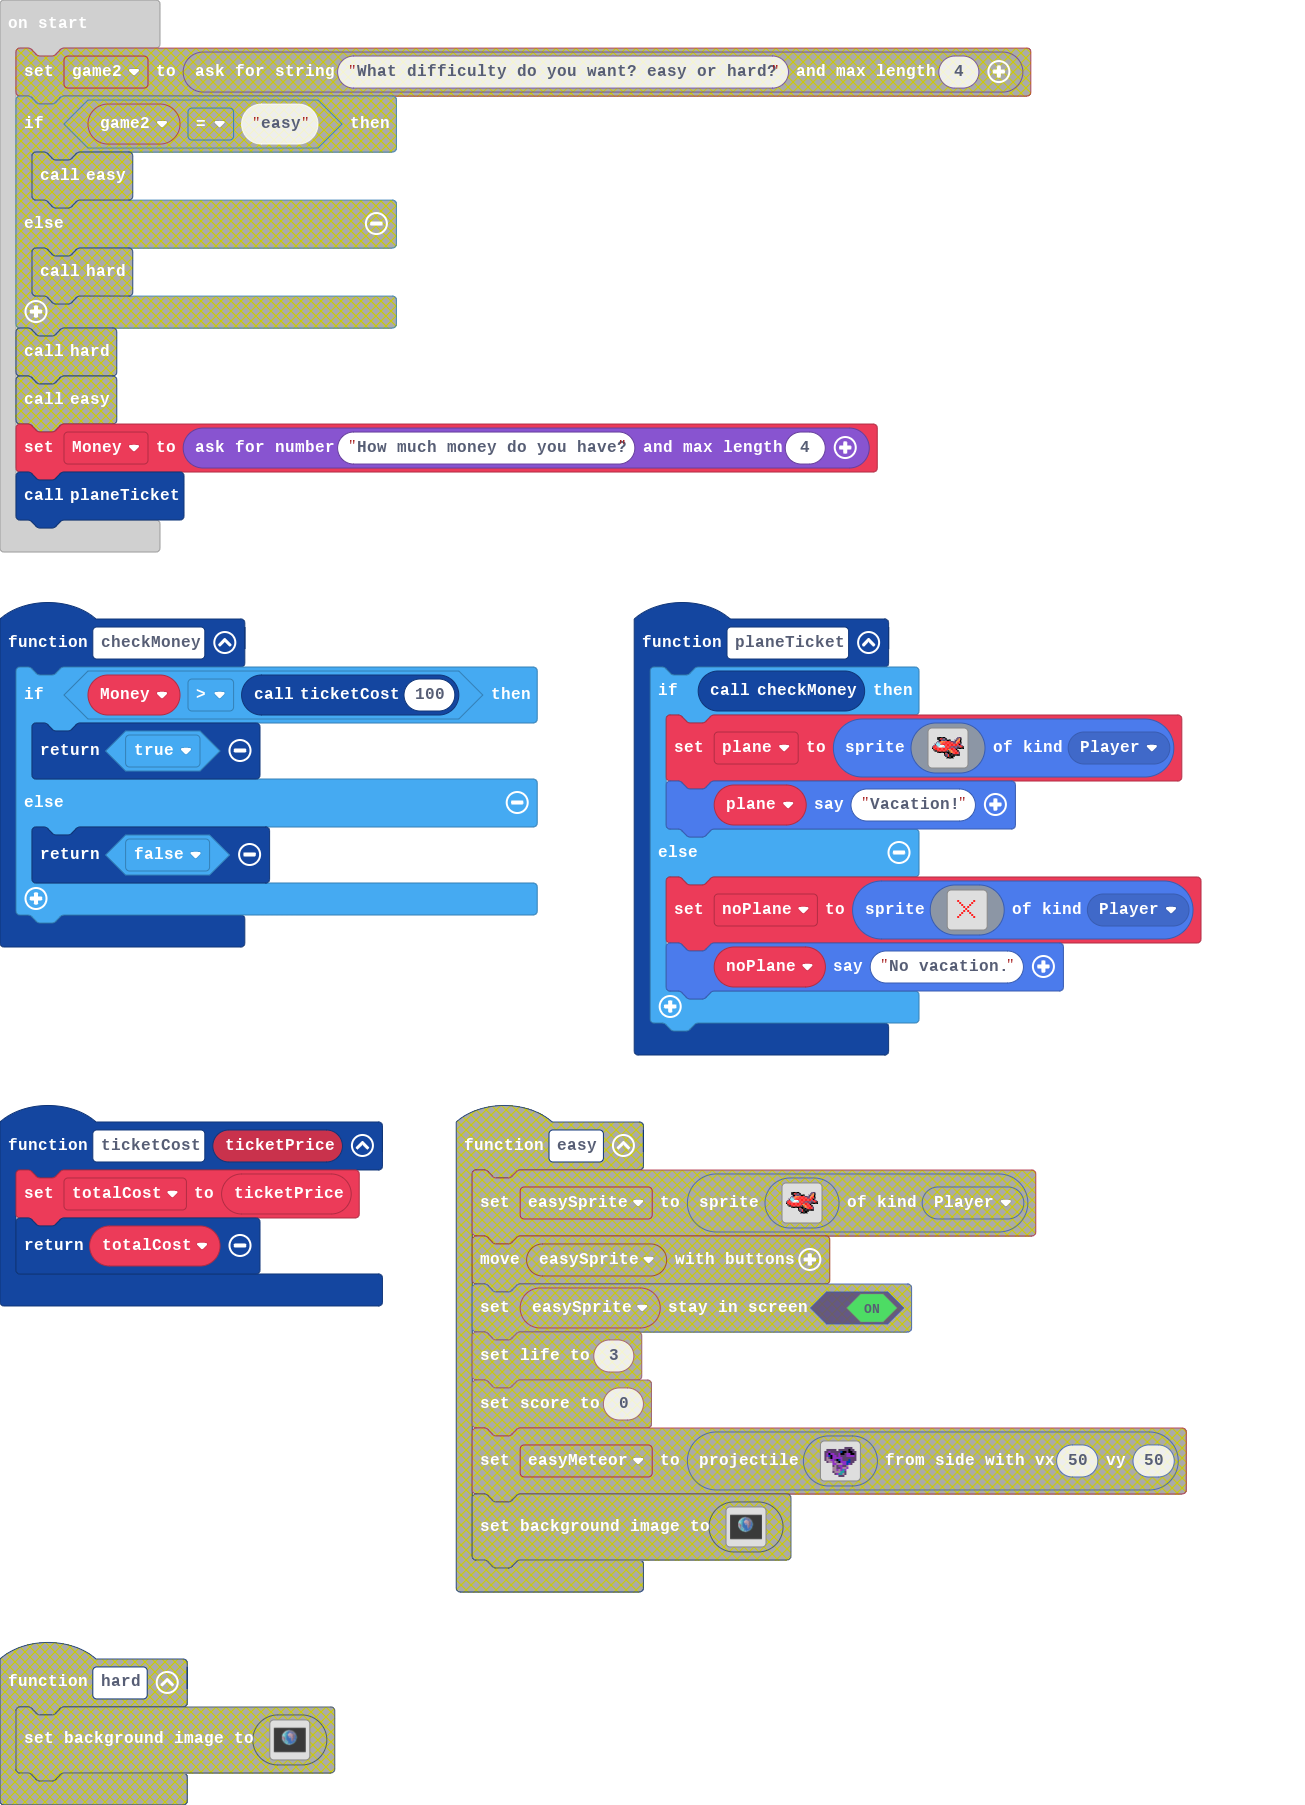 on start
set game2 to ask for string "What difficulty do you want? easy or hard?" and max length 4
if game2 = "easy" then
call easy
else
call hard
call hard
call easy
set Money to ask for number "How much money do you have?" and max length 4
call planeTicket
function checkMoney
if Money > call ticketCost 100 then
return true
else
return false
function planeTicket
if call checkMoney then
set plane to sprite of kind Player
plane say "Vacation!"
else
set noPlane to sprite of kind Player
noPlane say "No vacation."
function ticketCost ticketPrice
set totalCost to ticketPrice
return totalCost
function easy
set easySprite to sprite of kind Player
move easySprite with buttons
set easySprite stay in screen ON
set life to 3
set score to 0
set easyMeteor to projectile from side with vx 50 vy 50
set background image to
function hard
set background image to